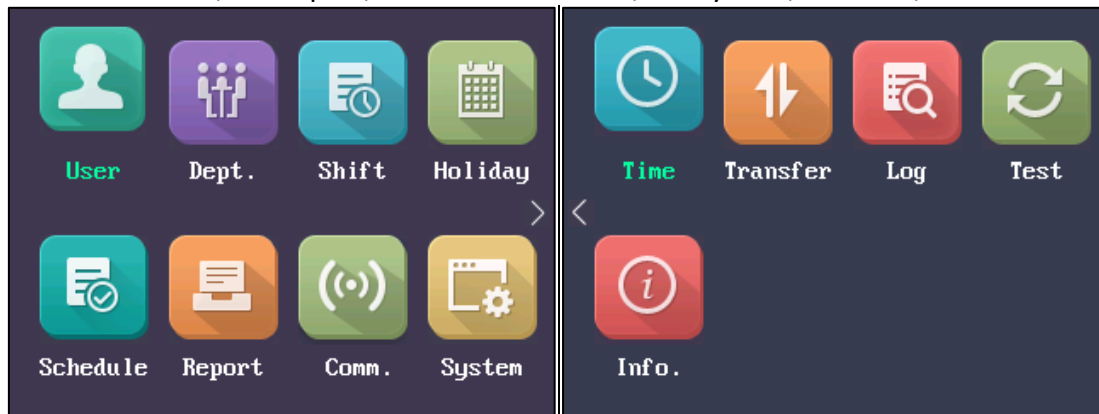 User Dept. Shift Holiday
Schedule Report Comm. System
Time Transfer Log Test
Info.